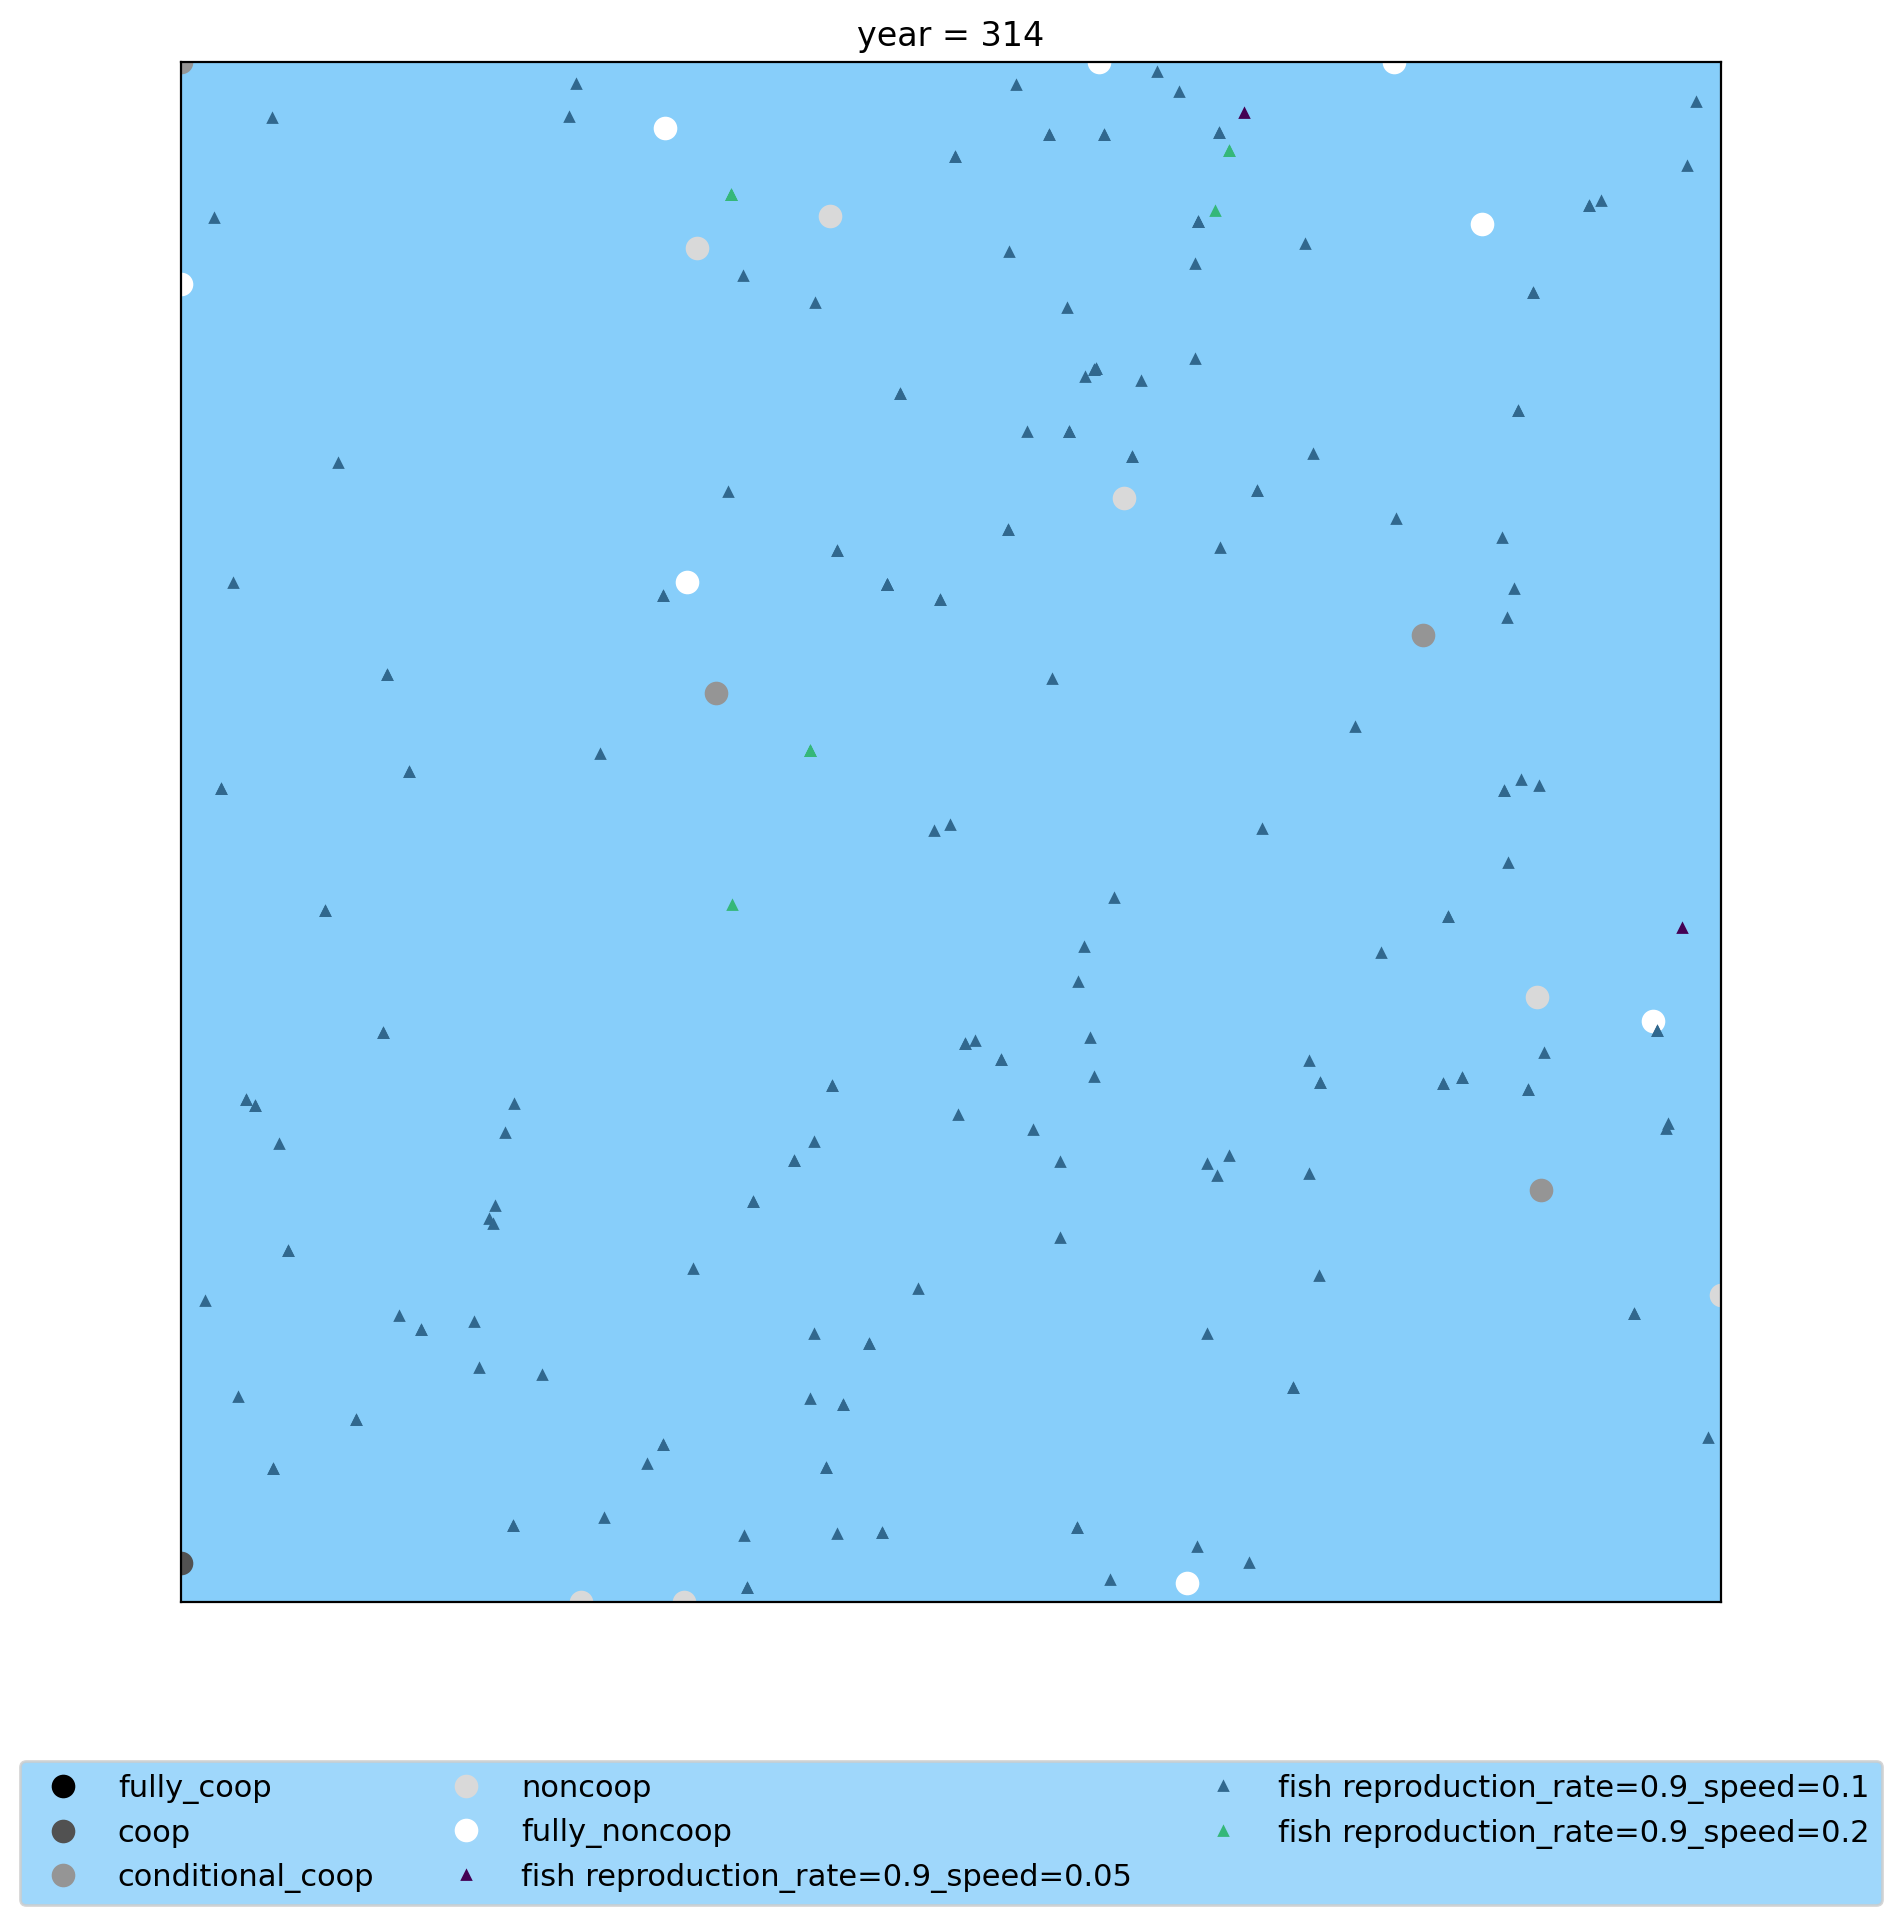 year = 314
fully_coop
coop
conditional_coop
noncoop
fully_noncoop
fish reproduction_rate=0.9_speed=0.05
fish reproduction_rate=0.9_speed=0.1
fish reproduction_rate=0.9_speed=0.2